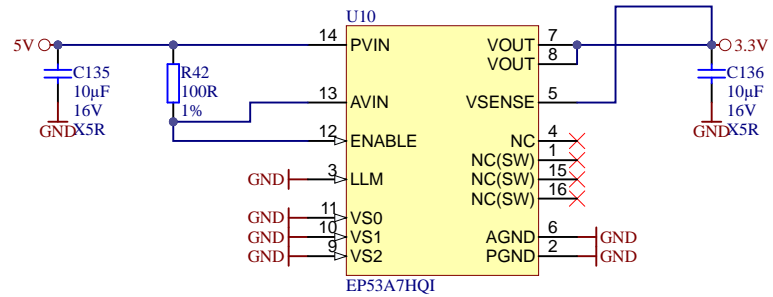 U10
5V
14
PVIN
VOUT
7
3.3V
VOUT
8
C135
10µF
16V
X5R
GND
R42
100R
1%
13
AVIN
VSENSE
5
C136
10µF
16V
X5R
GND
12
ENABLE
NC
4
NC(SW)
1
GND
3
LLM
NC(SW)
15
NC(SW)
16
GND
11
VS0
GND
10
VS1
AGND
6
GND
GND
9
VS2
PGND
2
GND
EP53A7HQI